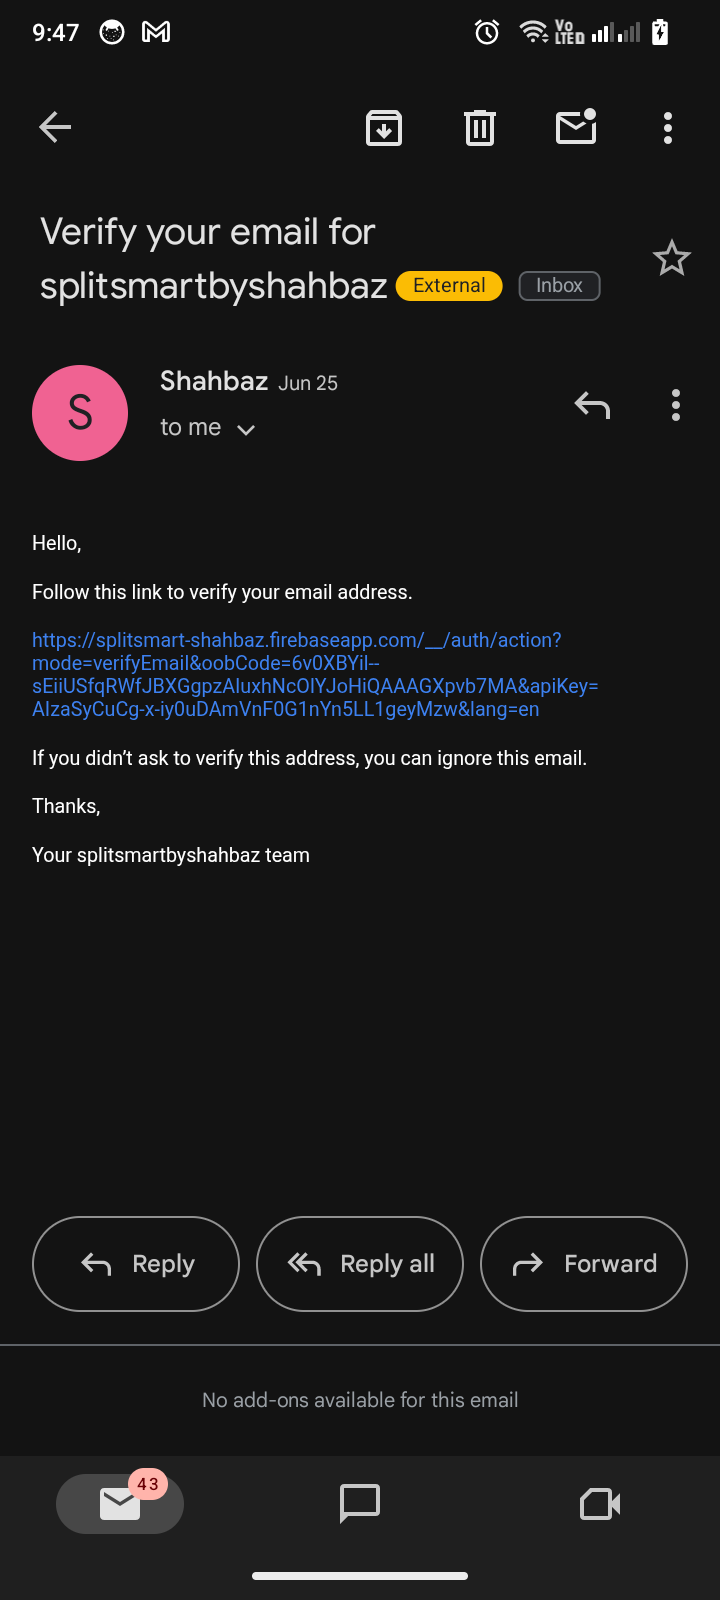 9:47
Vo
LTE
Verify your email for
splitsmartbyshahbaz External Inbox
S
Shahbaz Jun 25
to me
Hello,
Follow this link to verify your email address.
https://splitsmart-shahbaz.firebaseapp.com/__/auth/action?
mode=verifyEmail&oobCode=6v0XBYil--
sEiiUSfqRWfJBXGgpzAluxhNcOlYJoHiQAAAGXpvb7MA&apiKey=
AIzaSyCuCg-x-iy0uDAmVnF0G1nYn5LL1geyMzw&lang=en
If you didn’t ask to verify this address, you can ignore this email.
Thanks,
Your splitsmartbyshahbaz team
Reply Reply all Forward
No add-ons available for this email
43